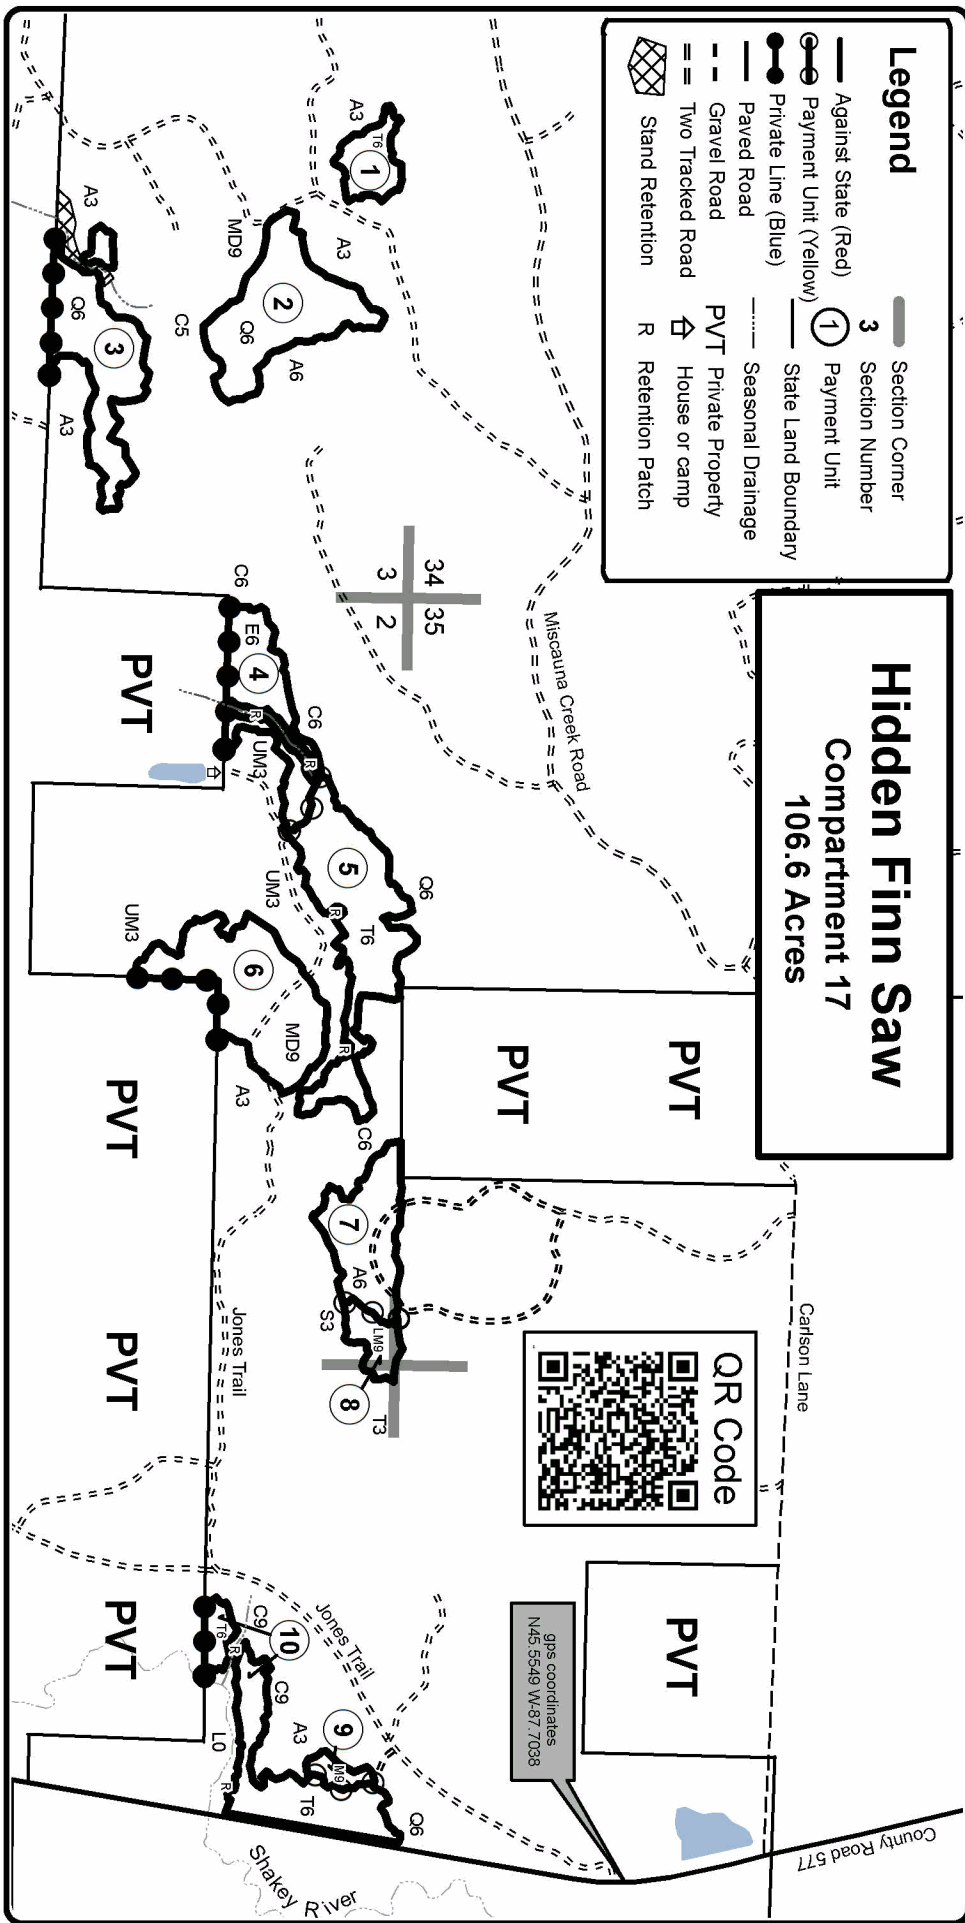 Hidden Finn Saw
Compartment 17
106.6 Acres
Legend
Against State (Red)
Payment Unit (Yellow)
Private Line (Blue)
Paved Road
Gravel Road
Two Tracked Road
Stand Retention
Section Corner
3 Section Number
1 Payment Unit
State Land Boundary
Seasonal Drainage
PVT Private Property
House or camp
R Retention Patch
A3
T6
1
A3
MD9
2
Q6
A6
C5
A3
Q6
3
A3
34 35
3 2
Miscauna Creek Road
C6
E6
4
C6
R
R
UM3
PVT
5
Q6
UM3
R
T6
UM3
6
MD9
R
A3
C6
PVT
PVT
PVT
7
A6
S3
LM9
8
T3
Jones Trail
PVT
Carlson Lane
QR Code
PVT
gps coordinates
N45.5549 W-87.7038
Jones Trail
C9
10
T6
R
C9
A3
9
M9
T6
Q6
L0
R
PVT
Shakey River
County Road 577